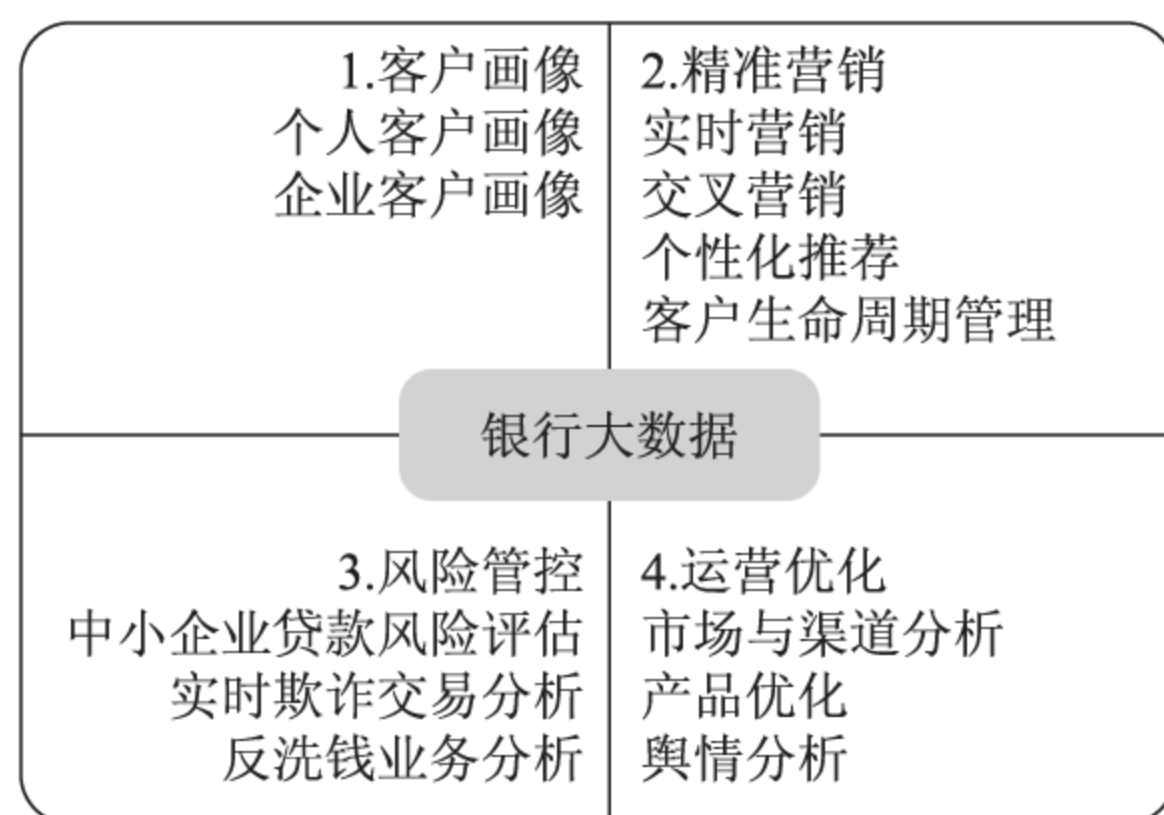 1.客户画像
个人客户画像
企业客户画像
2.精准营销
实时营销
交叉营销
个性化推荐
客户生命周期管理
银行大数据
3.风险管控
中小企业贷款风险评估
实时欺诈交易分析
反洗钱业务分析
4.运营优化
市场与渠道分析
产品优化
舆情分析